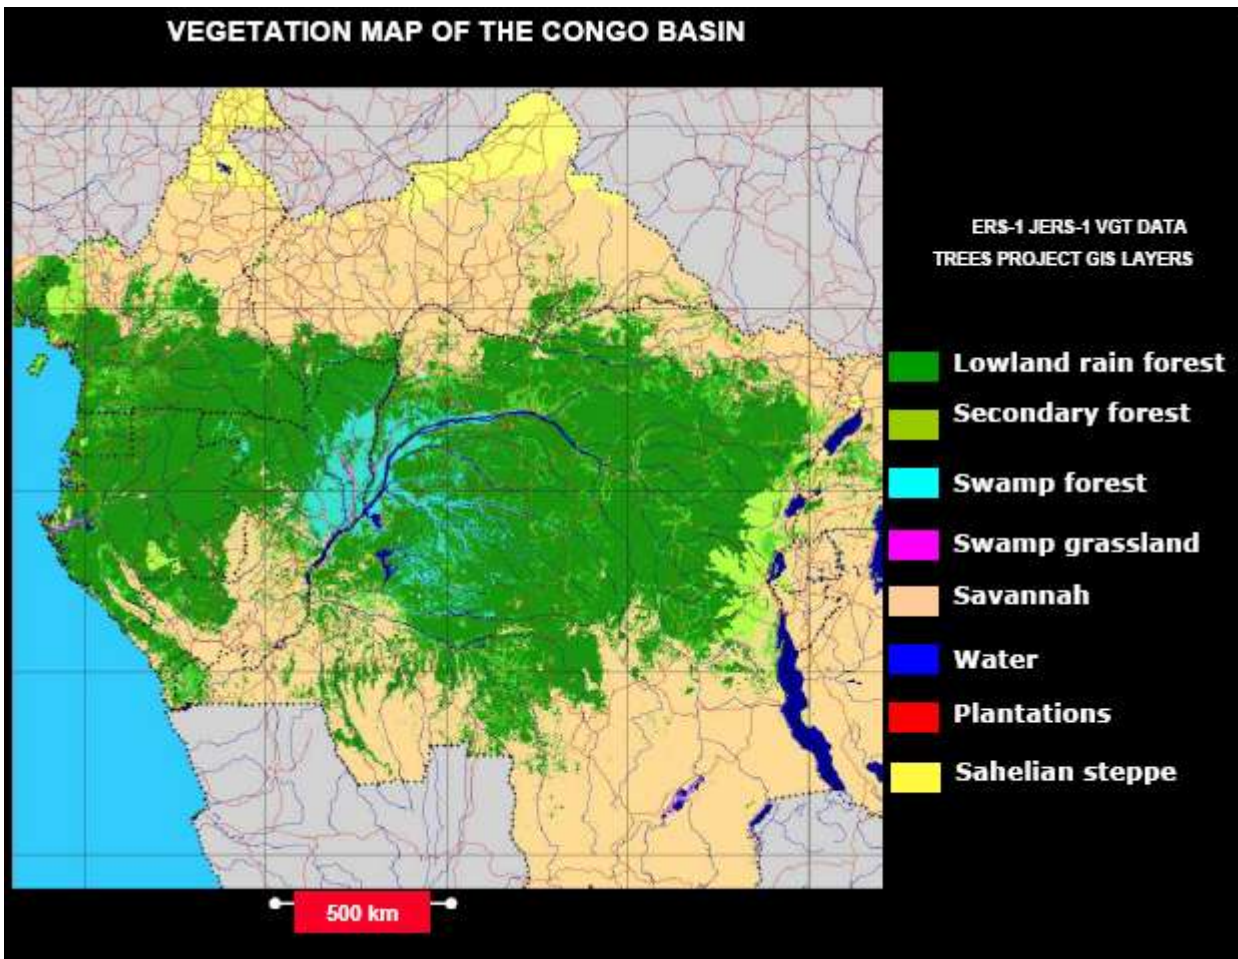 VEGETATION MAP OF THE CONGO BASIN
ERS-1 JERS-1 VGT DATA
TREES PROJECT GIS LAYERS
Lowland rain forest
Secondary forest
Swamp forest
Swamp grassland
Savannah
Water
Plantations
Sahelian steppe
500 km